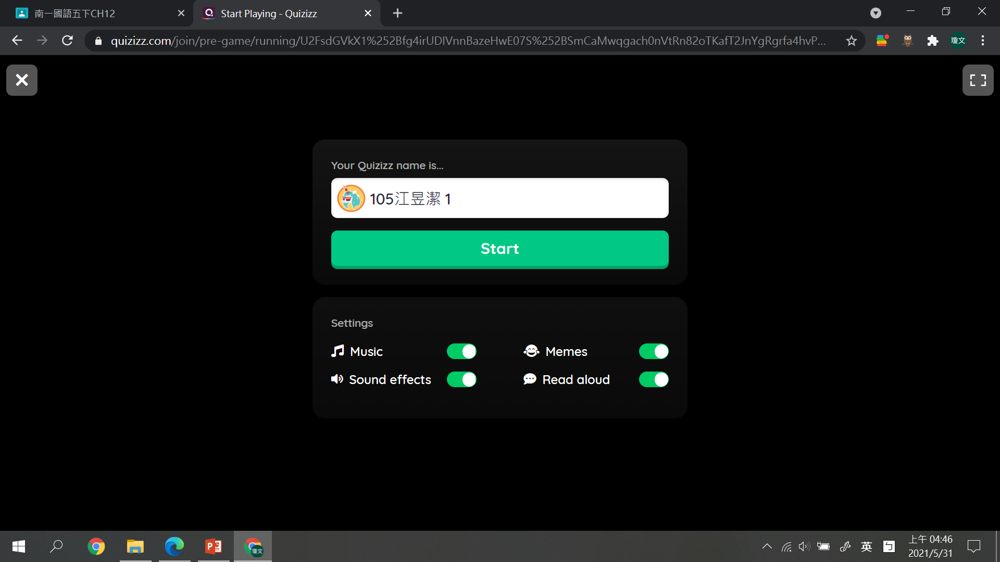 南一國語五下CH12
Start Playing - Quizizz
quizizz.com/join/pre-game/running/U2FsdGVkX1%252Bfg4irUDIVnnBazeHwE07S%252BSmCaMwqgach0nVtRn82oTKafT2JnYgRgrfa4hvP...
瓊文
Your Quizizz name is...
105江昱潔 1
Start
Settings
Music
Memes
Sound effects
Read aloud
瓊文
英
ㄅ
上午 04:46
2021/5/31